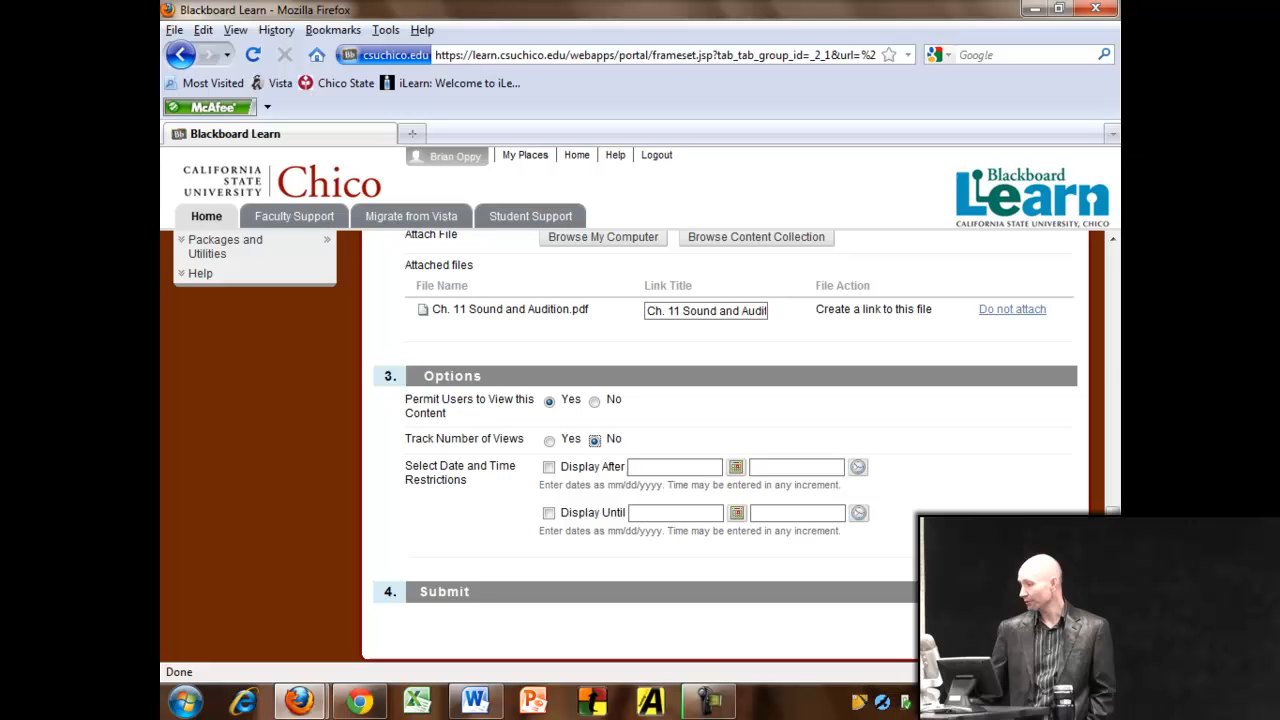 Blackboard Learn - Mozilla Firefox
File Edit View History Bookmarks Tools Help
csuchico.edu https://learn.csuchico.edu/webapps/portal/frameset.jsp?tab_tab_group_id=_2_1&url=%2 Google
Most Visited Vista Chico State iLearn: Welcome to iLe...
McAfee
Blackboard Learn
Brian Oppy My Places Home Help Logout
CALIFORNIA
STATE
UNIVERSITY
Chico
Blackboard
Learn
CALIFORNIA STATE UNIVERSITY, CHICO
Home Faculty Support Migrate from Vista Student Support
Packages and
Utilities
Help
Attach File Browse My Computer Browse Content Collection
Attached files
File Name Link Title File Action
Ch. 11 Sound and Audition.pdf Ch. 11 Sound and Audit Create a link to this file Do not attach
3. Options
Permit Users to View this
Content
Yes No
Track Number of Views Yes No
Select Date and Time
Restrictions
Display After
Enter dates as mm/dd/yyyy. Time may be entered in any increment.
Display Until
Enter dates as mm/dd/yyyy. Time may be entered in any increment.
4. Submit
Done